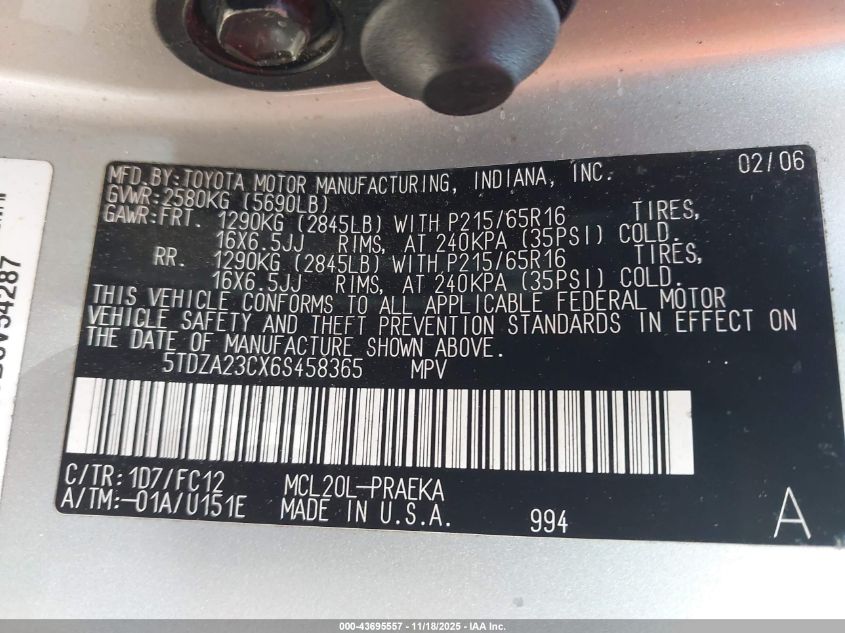 MFD. BY: TOYOTA MOTOR MANUFACTURING, INDIANA, INC. 02/06
GVWR: 2580KG (5690LB)
GAWR: FRT. 1290KG (2845LB) WITH P215/65R16 TIRES,
16X6.5JJ RIMS, AT 240KPA (35PSI) COLD.
RR. 1290KG (2845LB) WITH P215/65R16 TIRES,
16X6.5JJ RIMS, AT 240KPA (35PSI) COLD.
THIS VEHICLE CONFORMS TO ALL APPLICABLE FEDERAL MOTOR
VEHICLE SAFETY AND THEFT PREVENTION STANDARDS IN EFFECT ON
THE DATE OF MANUFACTURE SHOWN ABOVE.
5TDZA23CX6S458365 MPV
C/TR: 1D7/FC12 MCL20L-PRAEKA
A/TM:-01A/U151E MADE IN U.S.A. 994 A
000-43695557 - 11/18/2025 - IAA Inc.